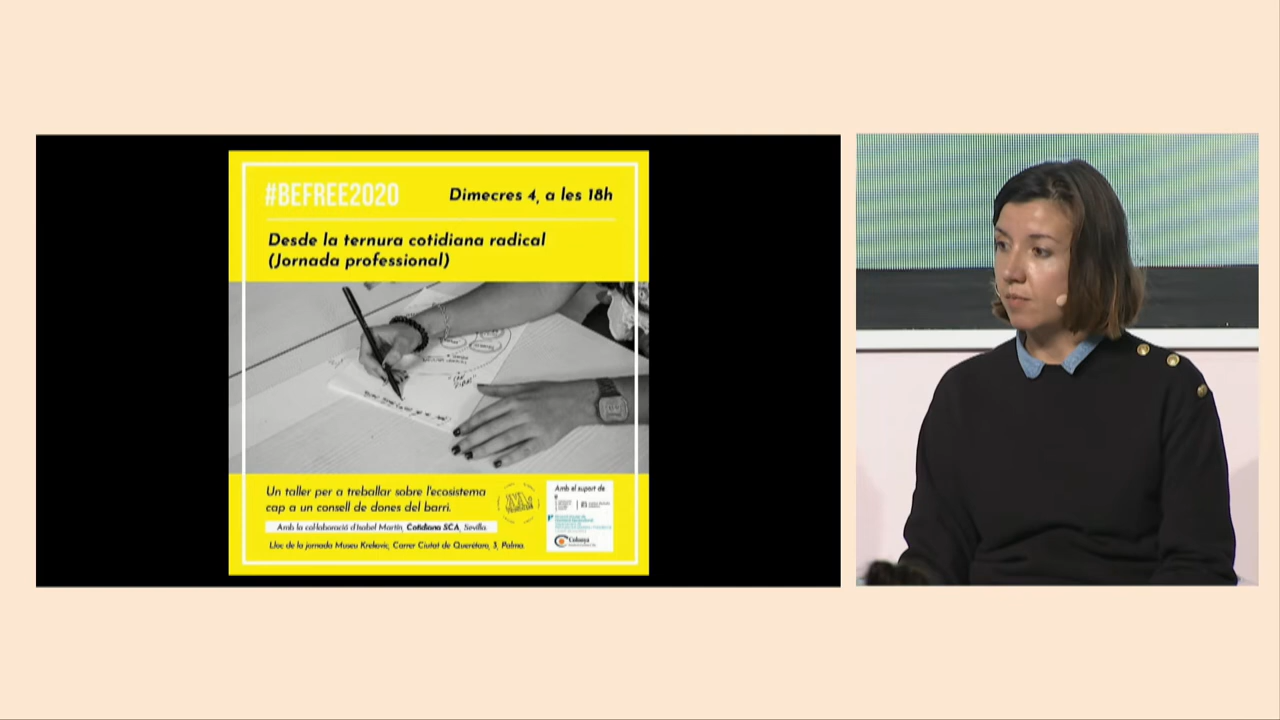 #BEFREE2020
Dimecres 4, a les 18h
Desde la ternura cotidiana radical
(Jornada professional)
Un taller per a treballar sobre l'ecosistema
cap a un consell de dones del barri.
Amb la col·laboració d'Isabel Martín, Cotidiana SCA, Sevilla.
Lloc de la jornada Museu Krekovic, Carrer Ciutat de Querétaro, 3, Palma.
Amb el suport de
Colonya